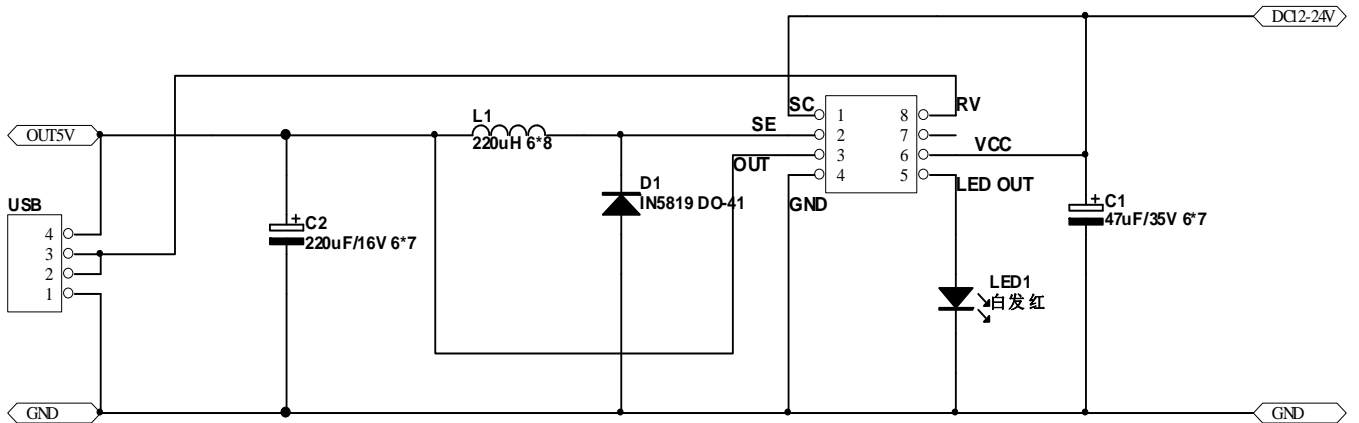 DC12-24V
SC
1
8
RV
L1
OUT5V
SE
2
7
220uH 6*8
VCC
OUT
3
6
D1
4
5
LED OUT
IN5819 DO-41
GND
USB
C1
47uF/35V 6*7
C2
4
220uF/16V 6*7
3
2
LED1
1
白发红
GND
GND